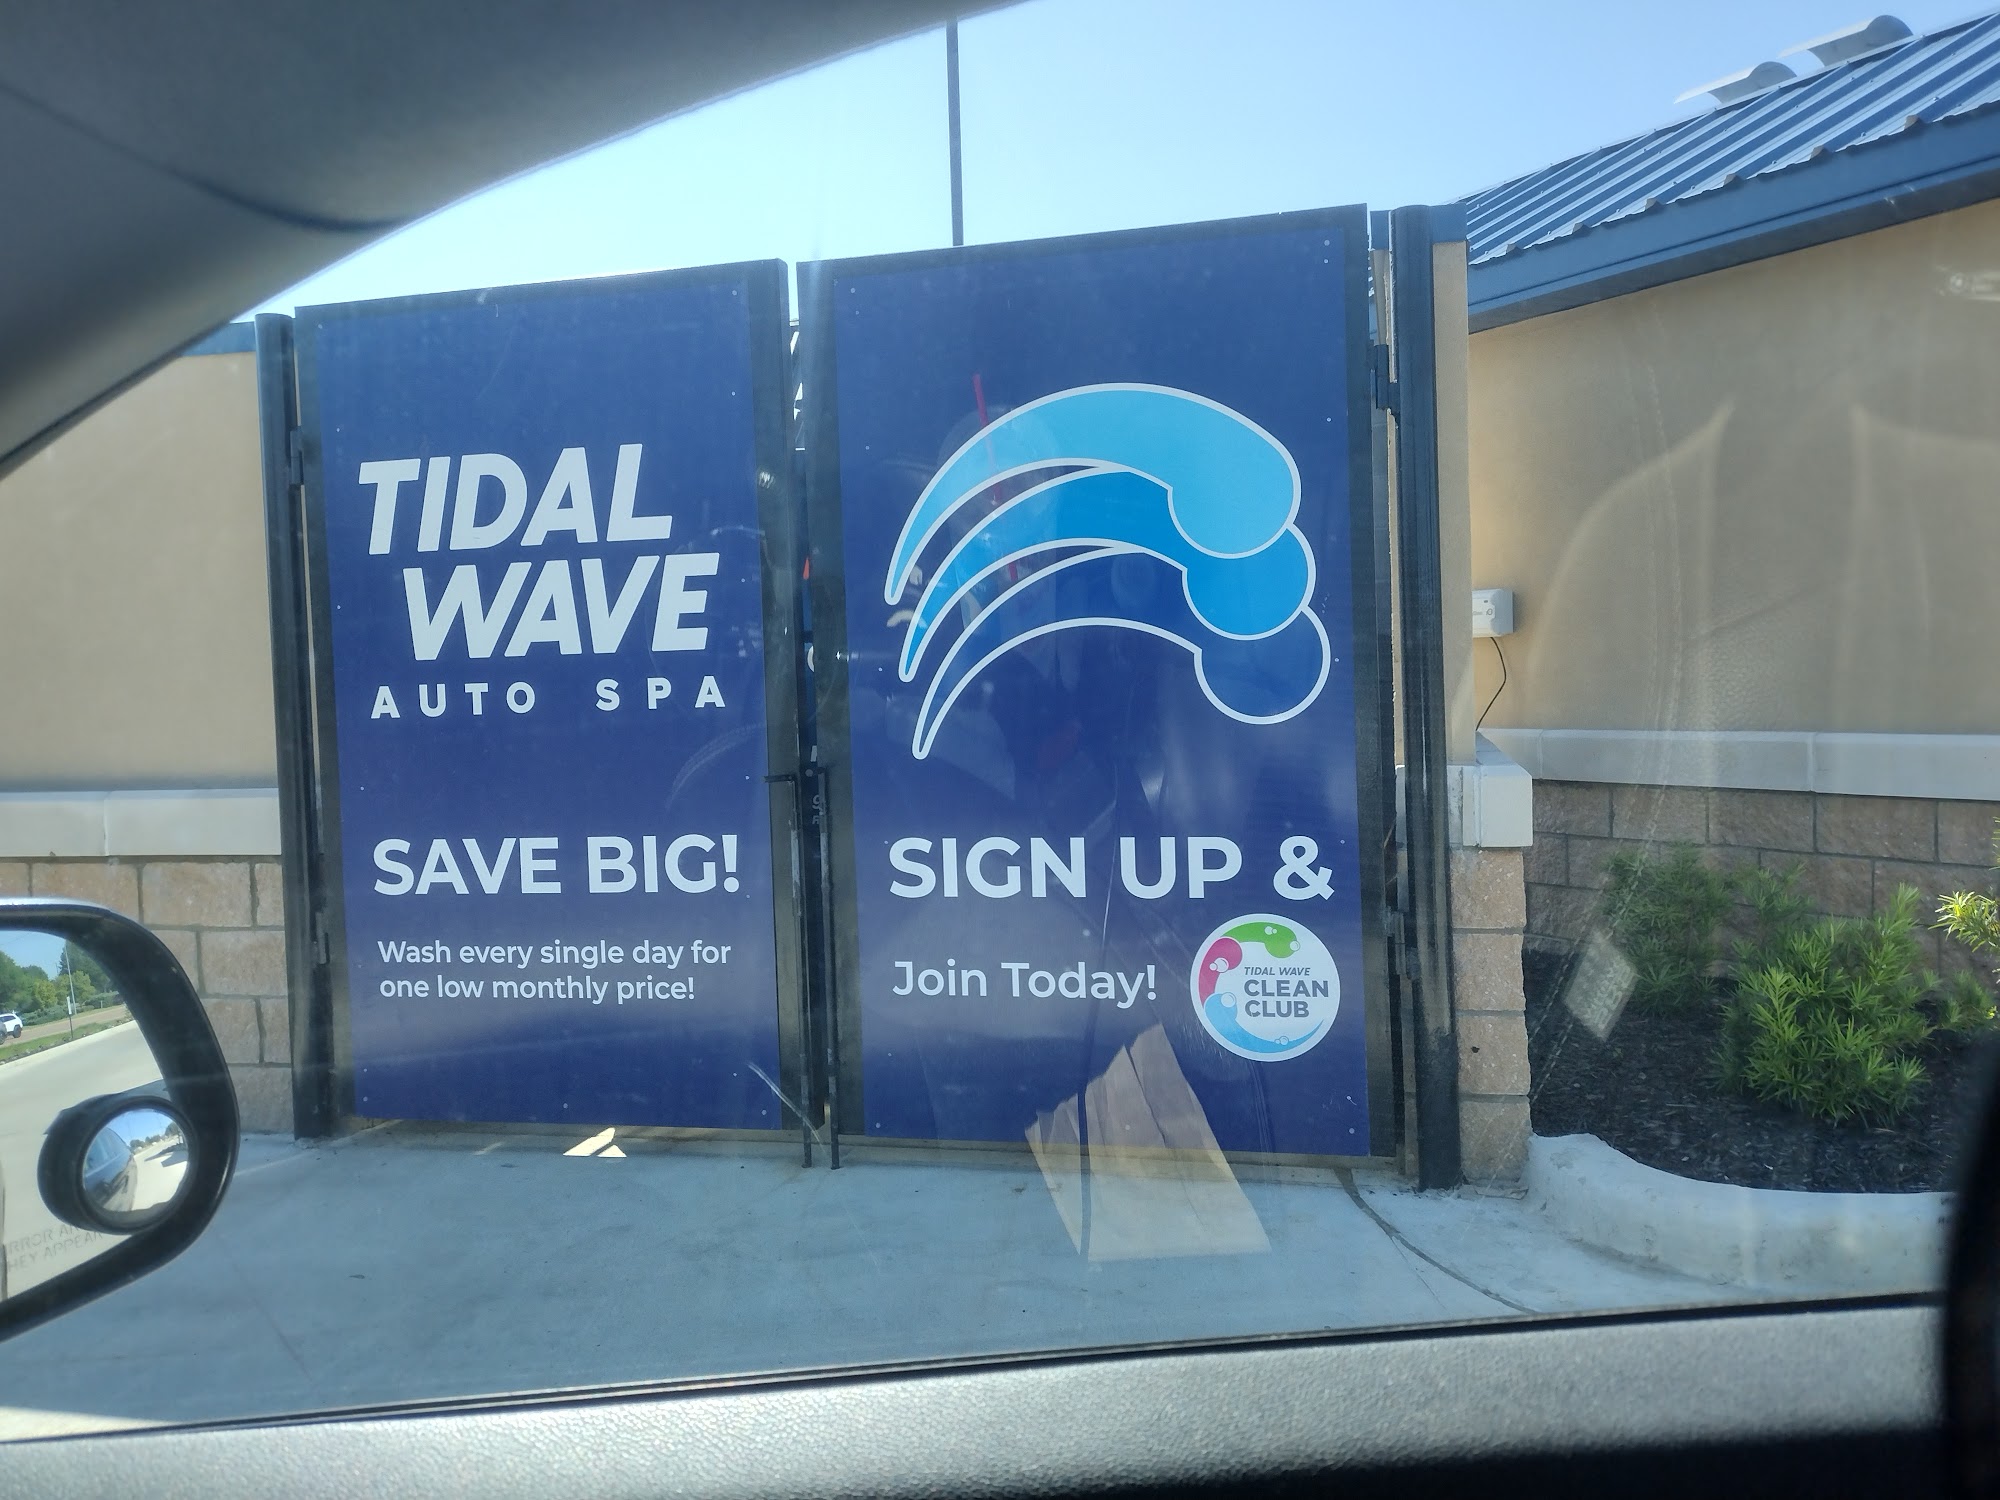 TIDAL
WAVE
AUTO SPA
SAVE BIG!
Wash every single day for
one low monthly price!
SIGN UP &
Join Today!
TIDAL WAVE
CLEAN
CLUB